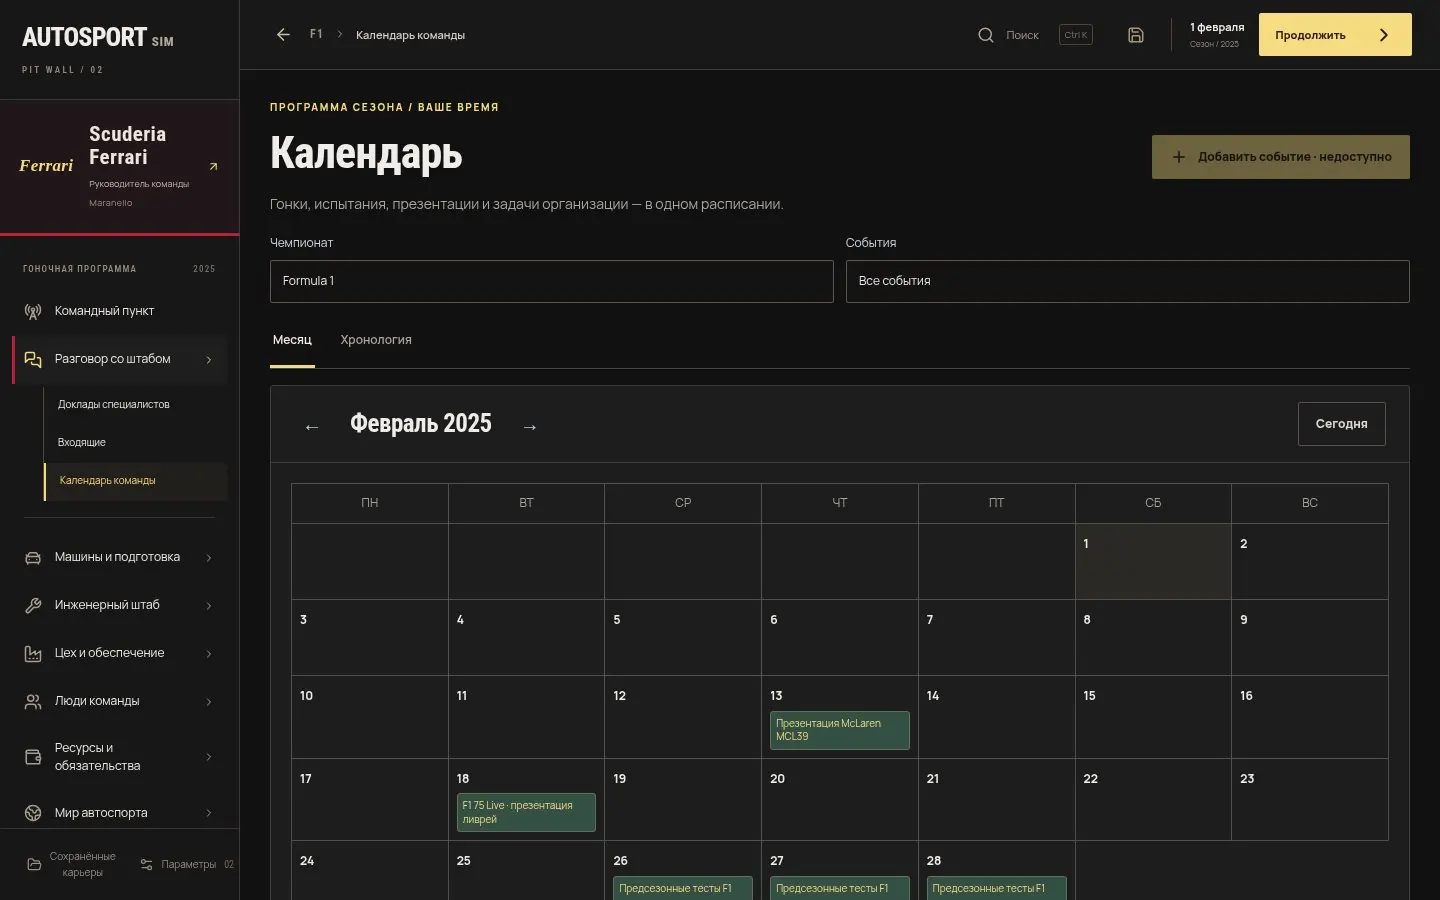 AUTOSPORT SIM
PIT WALL / 02
Ferrari
Scuderia
Ferrari
Руководитель команды
Maranello
ГОНОЧНАЯ ПРОГРАММА 2025
Командный пункт
Разговор со штабом
Доклады специалистов
Входящие
Календарь команды
Машины и подготовка
Инженерный штаб
Цех и обеспечение
Люди команды
Ресурсы и
обязательства
Мир автоспорта
Сохранённые
карьеры
Параметры 02
F1 Календарь команды
Поиск Ctrl K
1 февраля
Сезон / 2025
Продолжить
ПРОГРАММА СЕЗОНА / ВАШЕ ВРЕМЯ
Календарь
+ Добавить событие · недоступно
Гонки, испытания, презентации и задачи организации — в одном расписании.
Чемпионат
Formula 1
События
Все события
Месяц Хронология
← Февраль 2025 →
Сегодня
ПН ВТ СР ЧТ ПТ СБ ВС
1 2
3 4 5 6 7 8 9
10 11 12 13 14 15 16
Презентация McLaren
MCL39
17 18 19 20 21 22 23
F1 75 Live · презентация
ливрей
24 25 26 27 28
Предсезонные тесты F1 Предсезонные тесты F1 Предсезонные тесты F1